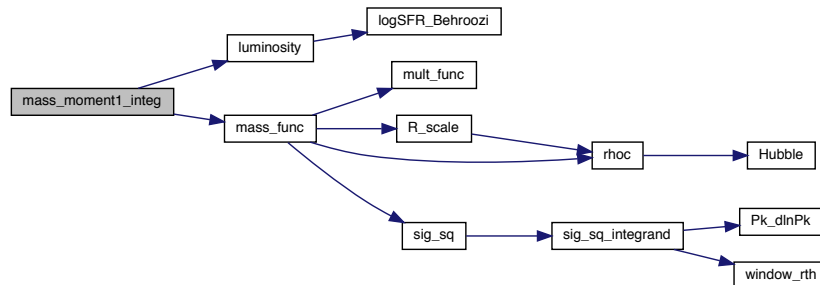 logSFR_Behroozi
luminosity
mult_func
mass_moment1_integ
mass_func
R_scale
rhoc
Hubble
Pk_dlnPk
sig_sq
sig_sq_integrand
window_rth